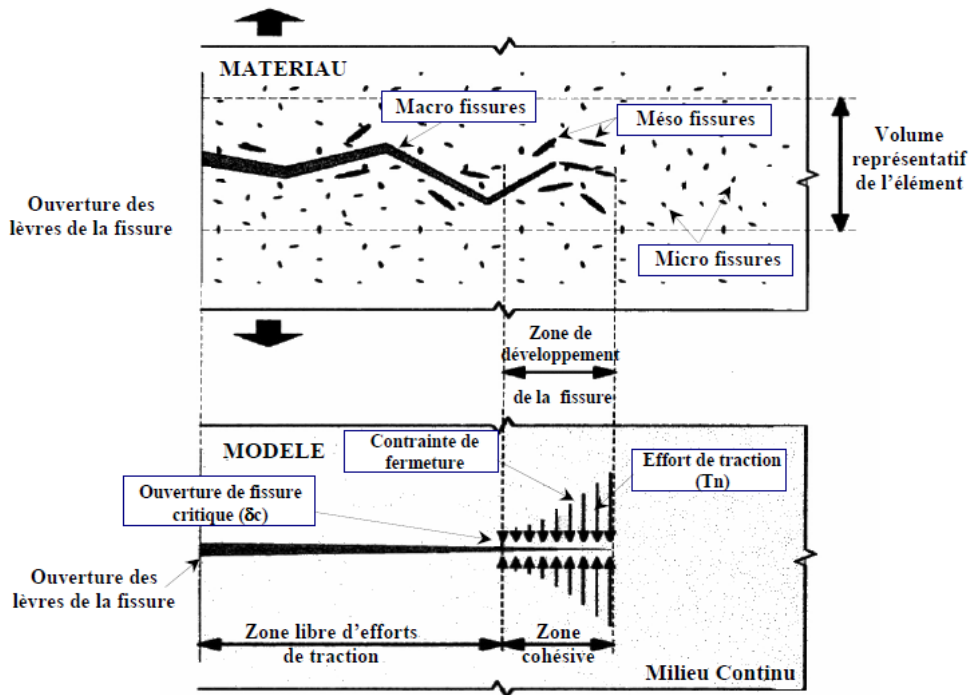 MATERIAU
Macro fissures
Méso fissures
Volume
représentatif
de l'élément
Ouverture des
lèvres de la fissure
Micro fissures
Zone de
développement
de la fissure
MODELE
Contrainte de
fermeture
Effort de traction
(Tn)
Ouverture de fissure
critique (δc)
Ouverture des
lèvres de la fissure
Zone libre d'efforts
de traction
Zone
cohésive
Milieu Continu